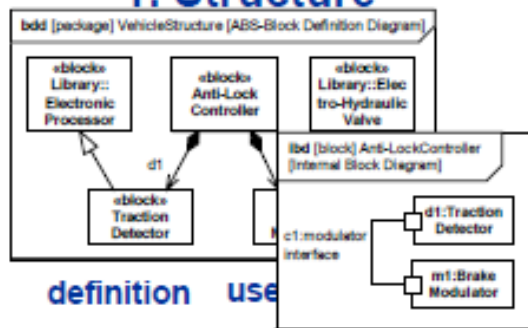 1. Structure
bdd [package] VehicleStructure [ABS-Block Definition Diagram]
«block»
Library::
Electronic
Processor
«block»
Anti-Lock
Controller
«block»
Library::Elec
tro-Hydraulic
Valve
d1
«block»
Traction
Detector
M
ibd [block] Anti-LockController
[Internal Block Diagram]
c1:modulator
interface
d1:Traction
Detector
m1:Brake
Modulator
definition use